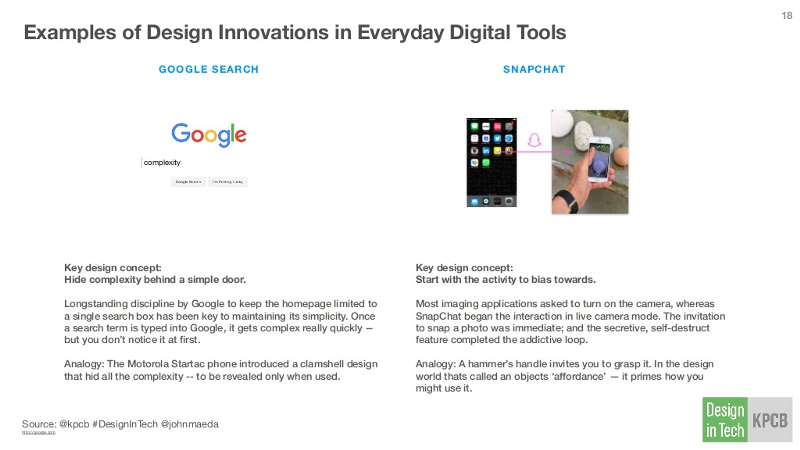 18
Examples of Design Innovations in Everyday Digital Tools
GOOGLE SEARCH
Google
complexity
Google Search
I'm Feeling Lucky
Key design concept:
Hide complexity behind a simple door.
Longstanding discipline by Google to keep the homepage limited to
a single search box has been key to maintaining its simplicity. Once
a search term is typed into Google, it gets complex really quickly --
but you don't notice it at first.
Analogy: The Motorola Startac phone introduced a clamshell design
that hid all the complexity -- to be revealed only when used.
SNAPCHAT
Key design concept:
Start with the activity to bias towards.
Most imaging applications asked to turn on the camera, whereas
SnapChat began the interaction in live camera mode. The invitation
to snap a photo was immediate; and the secretive, self-destruct
feature completed the addictive loop.
Analogy: A hammer's handle invites you to grasp it. In the design
world thats called an objects 'affordance' — it primes how you
might use it.
Source: @kpcb #DesignInTech @johnmaeda
Design
in Tech
KPCB